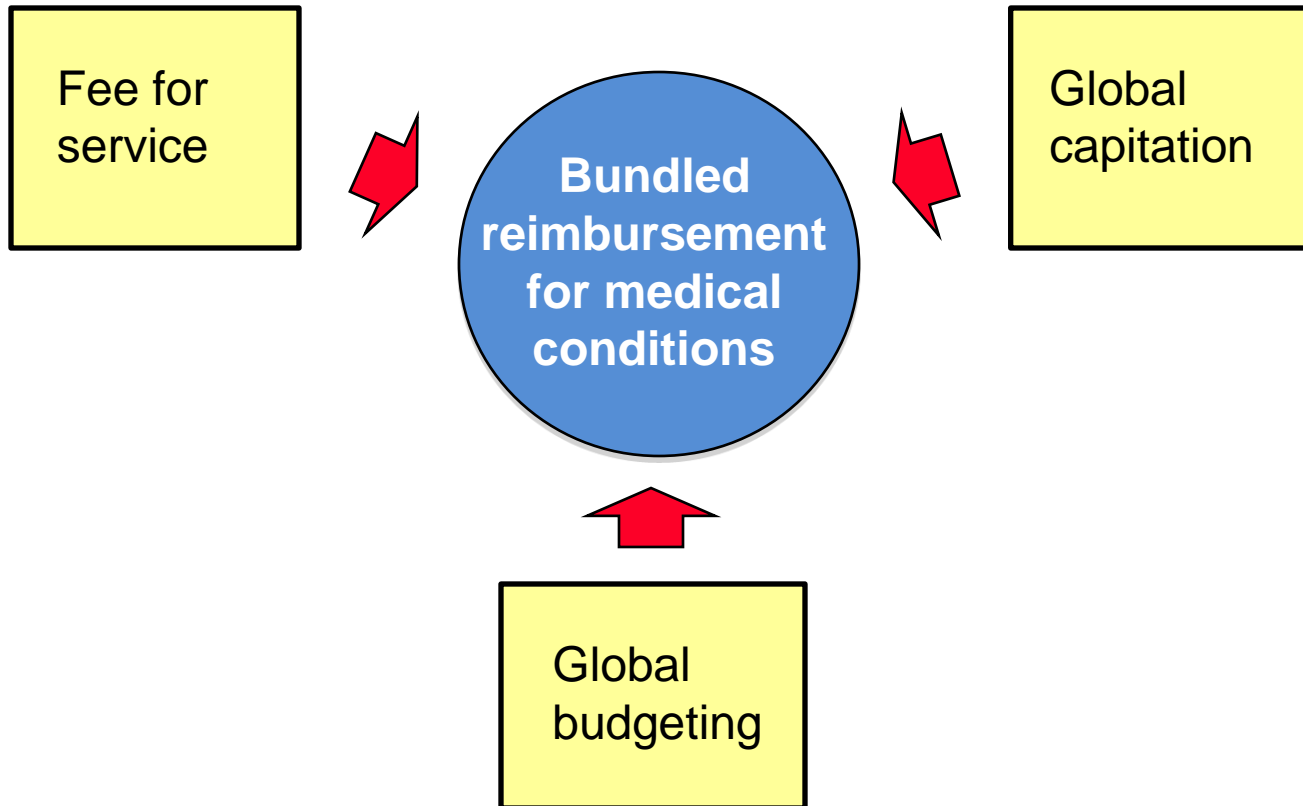 Fee for
service
Bundled
reimbursement
for medical
conditions
Global
capitation
Global
budgeting